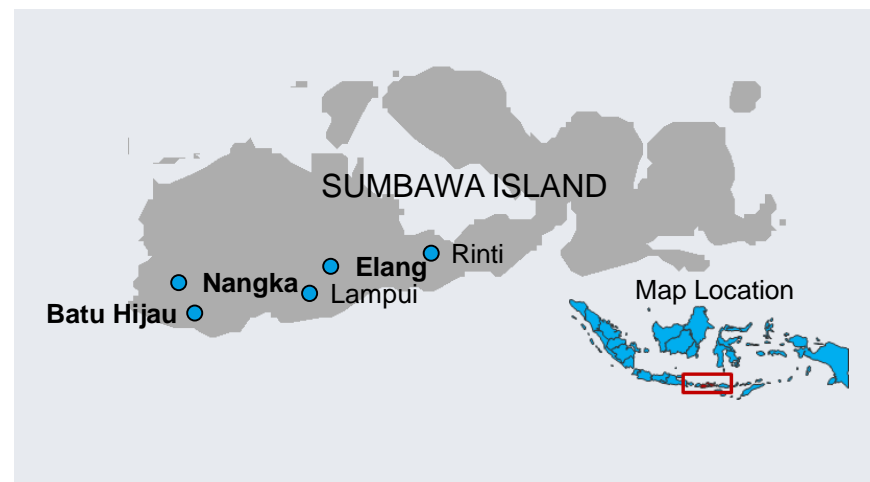 SUMBAWA ISLAND
Rinti
Elang
Nangka
Lampui
Batu Hijau
Map Location